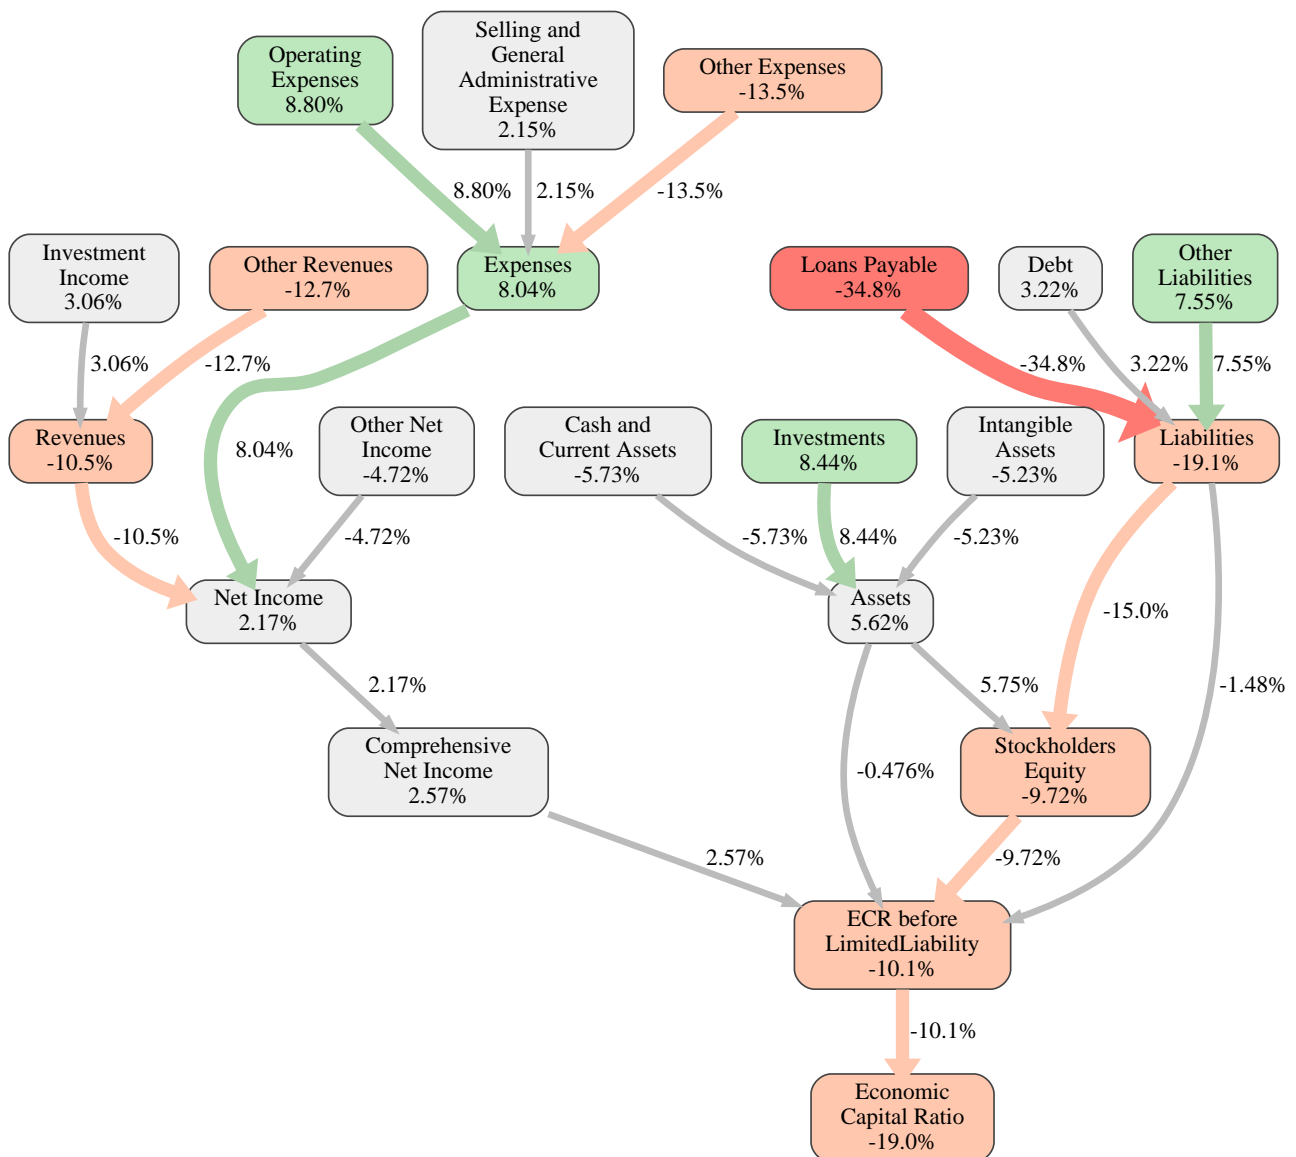 Operating
Expenses
8.80%
Selling and
General
Administrative
Expense
2.15%
Other Expenses
-13.5%
8.80%
2.15%
-13.5%
Investment
Income
3.06%
Other Revenues
-12.7%
Expenses
8.04%
Loans Payable
-34.8%
Debt
3.22%
Other
Liabilities
7.55%
3.06%
-12.7%
-34.8%
3.22%
7.55%
Revenues
-10.5%
8.04%
Other Net
Income
-4.72%
Cash and
Current Assets
-5.73%
Investments
8.44%
Intangible
Assets
-5.23%
Liabilities
-19.1%
-10.5%
-4.72%
-5.73%
8.44%
-5.23%
Net Income
2.17%
Assets
5.62%
-15.0%
2.17%
5.75%
-1.48%
Comprehensive
Net Income
2.57%
-0.476%
Stockholders
Equity
-9.72%
2.57%
-9.72%
ECR before
LimitedLiability
-10.1%
-10.1%
Economic
Capital Ratio
-19.0%